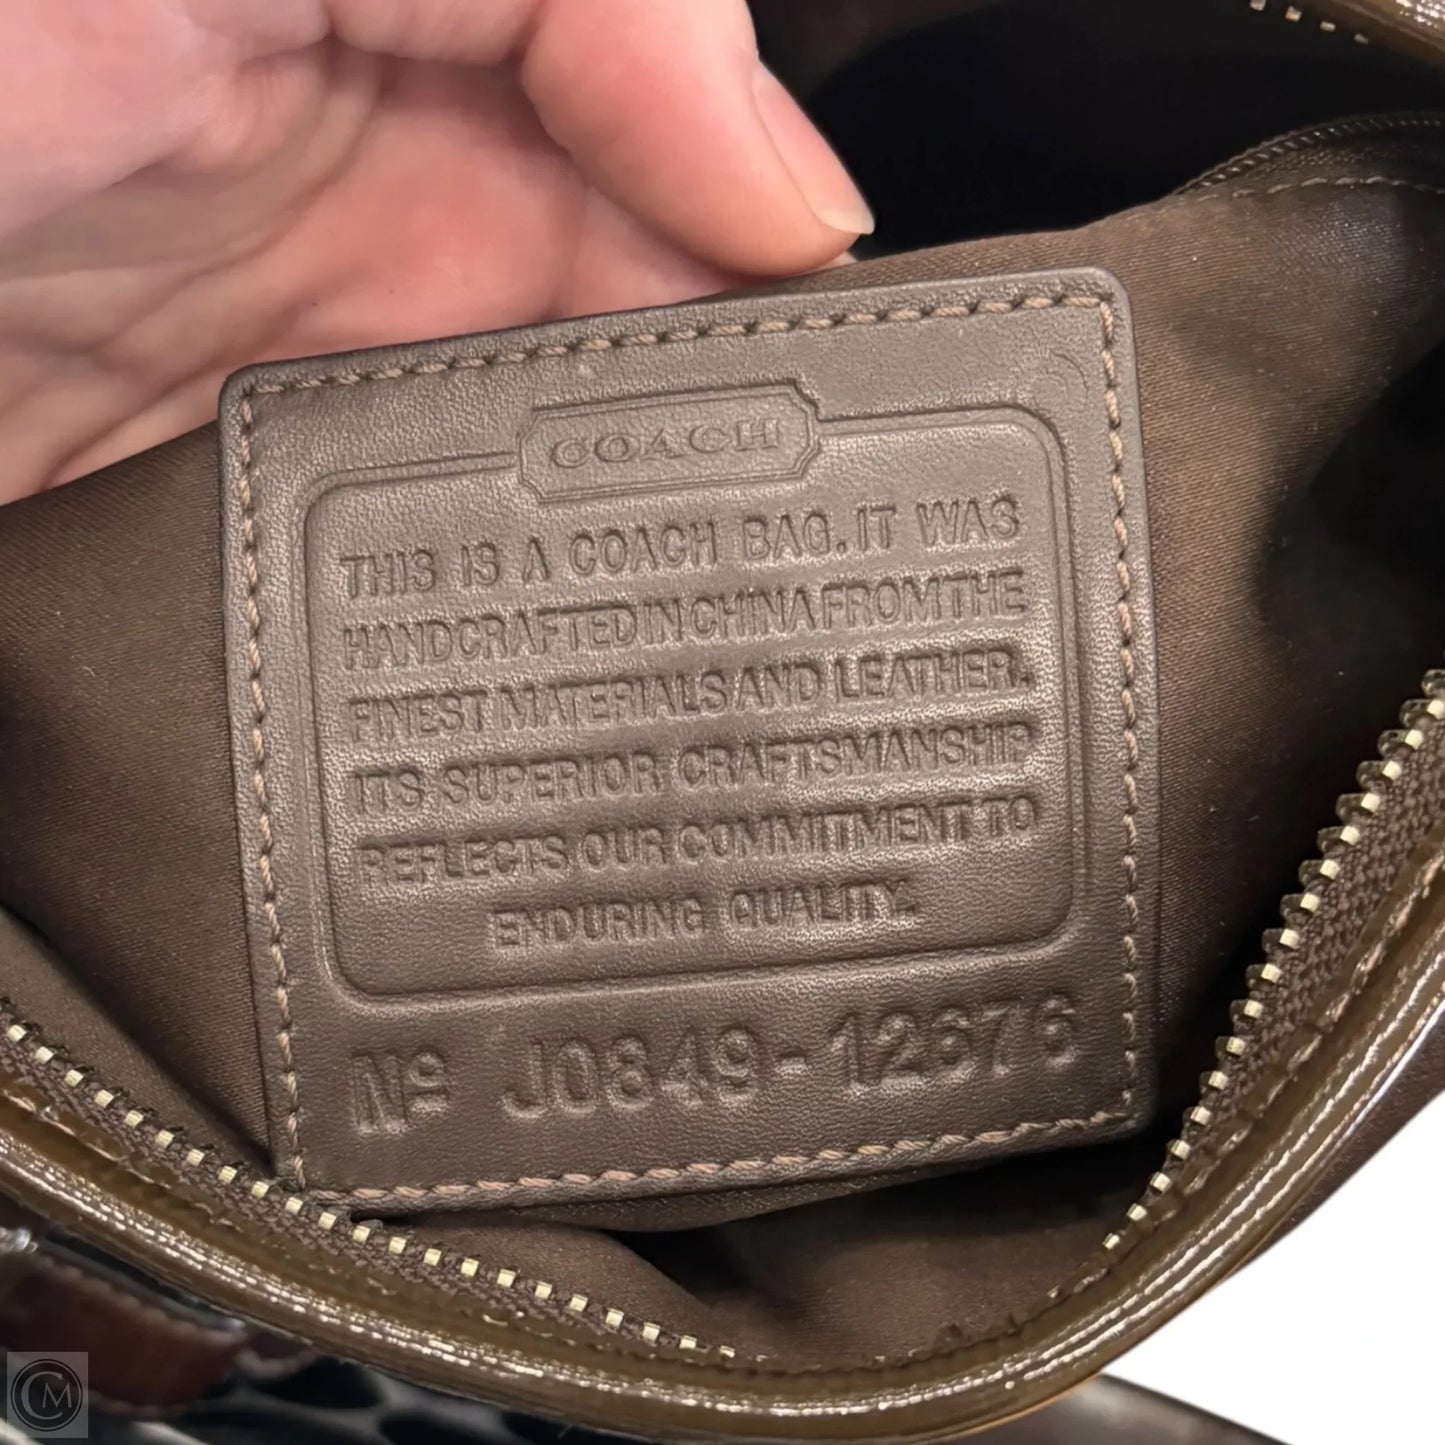 COACH
THIS IS A COACH BAG. IT WAS
HANDCRAFTED IN CHINA FROM THE
FINEST MATERIALS AND LEATHER.
ITS SUPERIOR CRAFTSMANSHIP
REFLECTS OUR COMMITMENT TO
ENDURING QUALITY.
Nº J0849-12676
CM